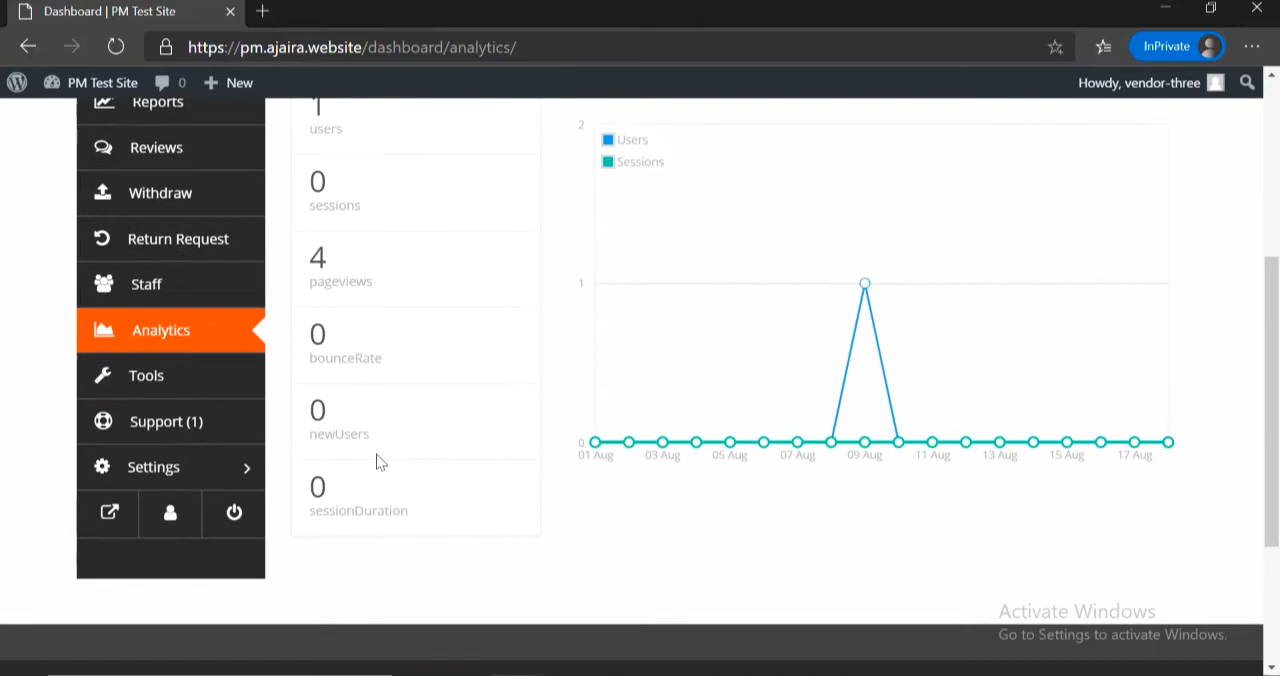 Dashboard | PM Test Site
https://pm.ajaira.website/dashboard/analytics/
InPrivate
PM Test Site
0
New
Howdy, vendor-three
Reports
Reviews
Withdraw
Return Request
Staff
Analytics
Tools
Support (1)
Settings
1
users
0
sessions
4
pageviews
0
bounceRate
0
newUsers
0
sessionDuration
Users
Sessions
2
1
0
01 Aug 03 Aug 05 Aug 07 Aug 09 Aug 11 Aug 13 Aug 15 Aug 17 Aug
Activate Windows
Go to Settings to activate Windows.